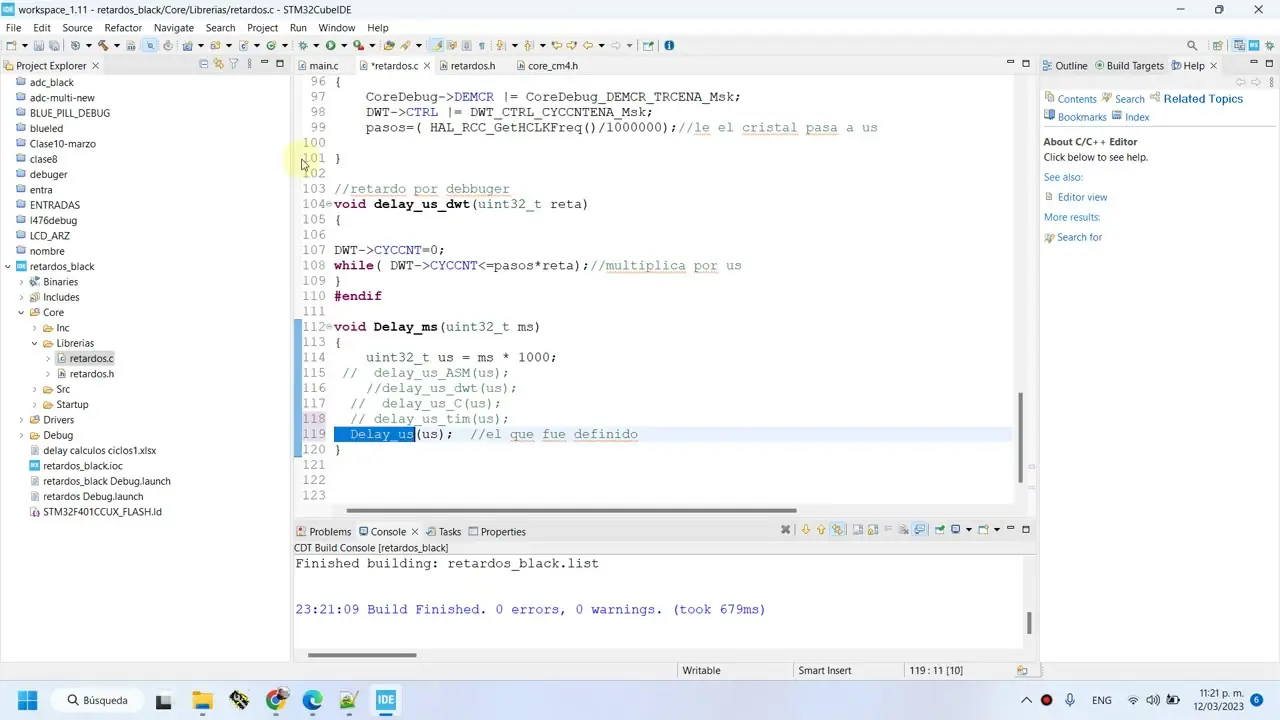 workspace_1.11 - retardos_black/Core/Librerias/retardos.c - STM32CubeIDE
File Edit Source Refactor Navigate Search Project Run Window Help
Project Explorer
adc_black
adc-multi-new
BLUE_PILL_DEBUG
blueled
Clase10-marzo
clase8
debuger
entra
ENTRADAS
l476debug
LCD_ARZ
nombre
retardos_black
Binaries
Includes
Core
Inc
Librerias
retardos.c
retardos.h
Src
Startup
Drivers
Debug
delay calculos ciclos1.xlsx
retardos_black.ioc
retardos_black Debug.launch
retardos Debug.launch
STM32F401CCUX_FLASH.ld
main.c *retardos.c retardos.h core_cm4.h
96 {
97 CoreDebug->DEMCR |= CoreDebug_DEMCR_TRCENA_Msk;
98 DWT->CTRL |= DWT_CTRL_CYCCNTENA_Msk;
99 pasos=( HAL_RCC_GetHCLKFreq()/1000000);//le el cristal pasa a us
100
101 }
102
103 //retardo por debbuger
104 void delay_us_dwt(uint32_t reta)
105 {
106
107 DWT->CYCCNT=0;
108 while( DWT->CYCCNT<=pasos*reta);//multiplica por us
109 }
110 #endif
111
112 void Delay_ms(uint32_t ms)
113 {
114 uint32_t us = ms * 1000;
115 // delay_us_ASM(us);
116 //delay_us_dwt(us);
117 // delay_us_C(us);
118 // delay_us_tim(us);
119 Delay_us(us); //el que fue definido
120 }
121
122
123
Outline Build Targets Help
Contents Search Related Topics
Bookmarks Index
About C/C++ Editor
Click below to see help.
See also:
Editor view
More results:
Search for
Problems Console Tasks Properties
CDT Build Console [retardos_black]
Finished building: retardos_black.list
23:21:09 Build Finished. 0 errors, 0 warnings. (took 679ms)
Writable Smart Insert 119 : 11 [10]
Búsqueda
IDE
ENG
11:21 p. m.
12/03/2023
6